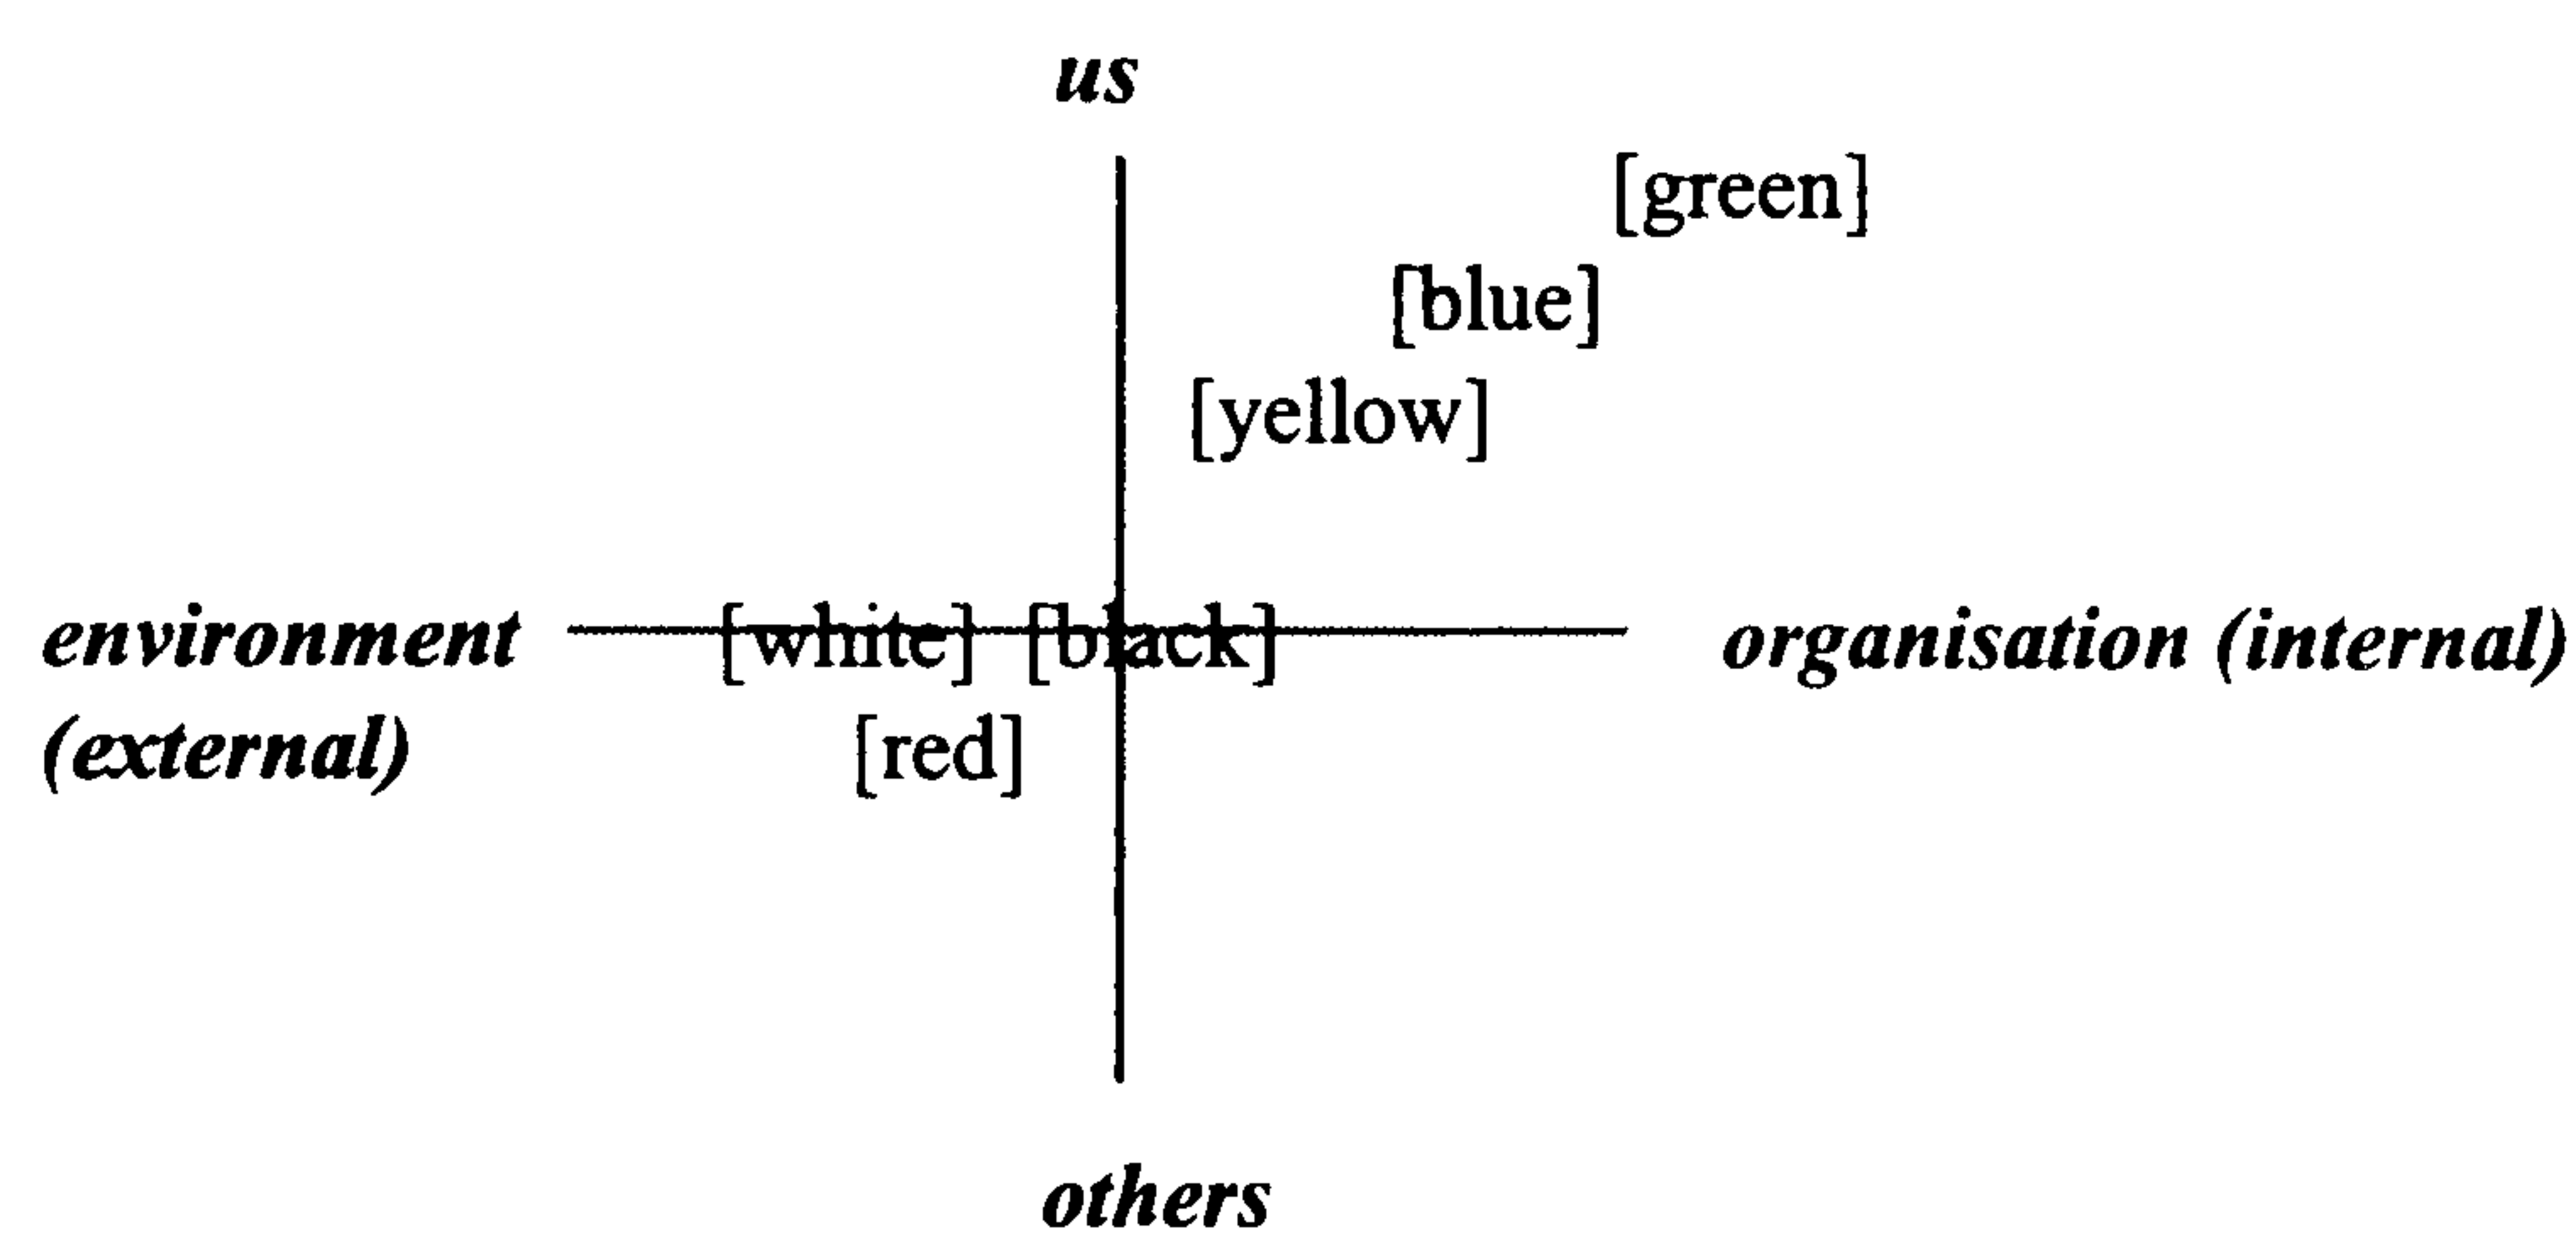 us
[green]
[blue]
[yellow]
environment [white] [black] organisation (internal)
(external) [red]
others